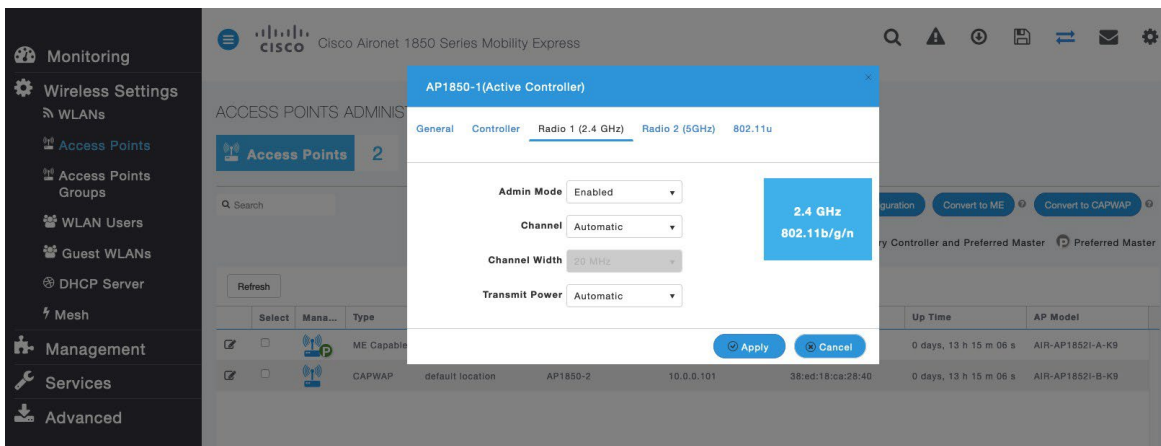 Monitoring
Wireless Settings
WLANs
Access Points
Access Points
Groups
WLAN Users
Guest WLANs
DHCP Server
Mesh
Management
Services
Advanced
CISCO Cisco Aironet 1850 Series Mobility Express
ACCESS POINTS ADMINIS
Access Points 2
Search
AP1850-1(Active Controller)
General Controller Radio 1 (2.4 GHz) Radio 2 (5GHz) 802.11u
Admin Mode Enabled
Channel Automatic
Channel Width 20 MHz
Transmit Power Automatic
2.4 GHz
802.11b/g/n
Apply Cancel
guration Convert to ME Convert to CAPWAP
ry Controller and Preferred Master P Preferred Master
Refresh
Select Mana... Type Up Time AP Model
P ME Capable 0 days, 13 h 15 m 06 s AIR-AP1852I-A-K9
CAPWAP default location AP1850-2 10.0.0.101 38:ed:18:ca:28:40 0 days, 13 h 15 m 06 s AIR-AP1852I-B-K9